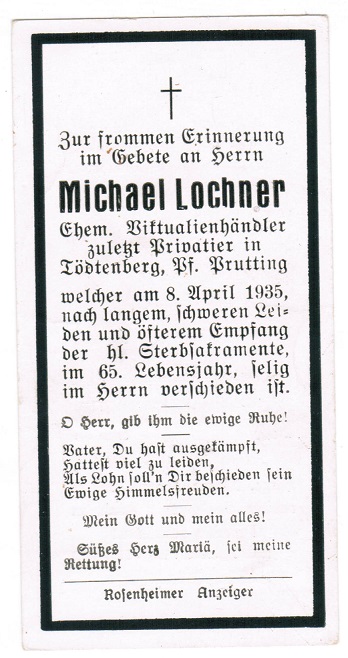 Zur frommen Erinnerung
im Gebete an Herrn
Michael Lochner
Ehem. Viktualienhändler
zuletzt Privatier in
Tödtenberg, Pf. Prutting
welcher am 8. April 1935,
nach langem, schweren Lei-
den und öfterem Empfang
der hl. Sterbsakramente,
im 65. Lebensjahr, selig
im Herrn verschieden ist.
O Herr, gib ihm die ewige Ruhe!
Vater, Du hast ausgekämpft,
Hattest viel zu leiden,
Als Lohn soll'n Dir beschieden sein
Ewige Himmelsfreuden.
Mein Gott und mein alles!
Süßes Herz Mariä, sei meine
Rettung!
Rosenheimer Anzeiger